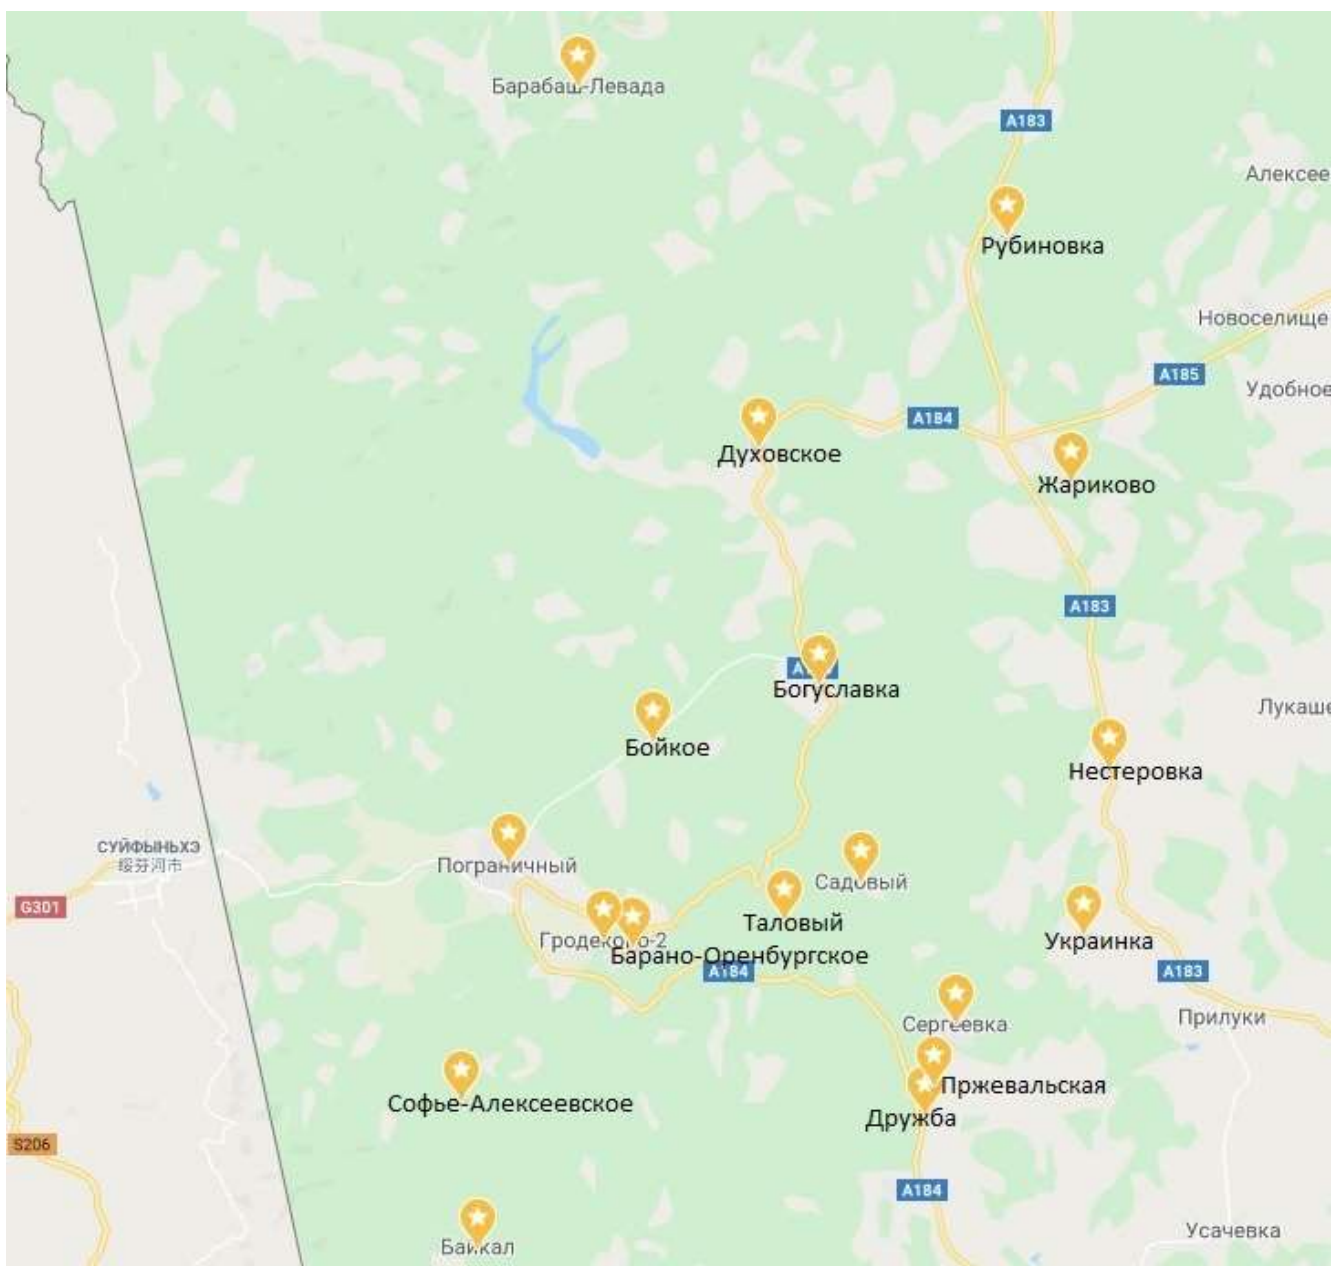 Барабаш-Левада
A183
Алексее
Рубиновка
Новоселище
A185
Удобное
A184
Духовское
Жариково
A183
Богуславка
Лукаше
Бойкое
Нестеровка
СУЙФЫНЬХЭ
绥芬河市
Пограничный
Садовый
G301
Таловый
Гродеково-2
Украинка
Барано-Оренбургское
A184
A183
Прилуки
Сергеевка
Пржевальская
Софье-Алексеевское
Дружба
S206
A184
Усачевка
Байкал